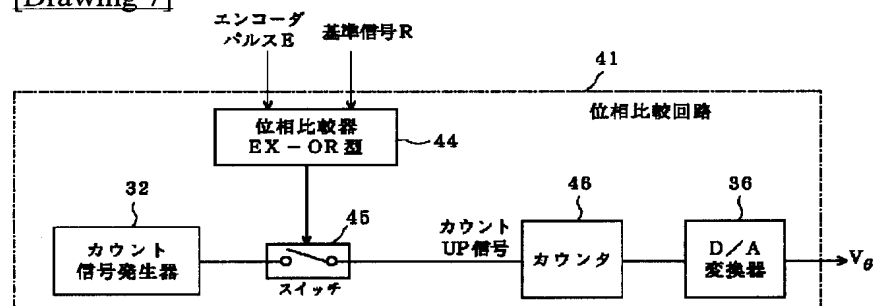 [Drawing 7]
エンコーダ
パルスE
基準信号R
41
位相比較回路
位相比較器
EX－OR型
44
32
カウント
信号発生器
45
スイッチ
カウント
UP信号
46
カウンタ
36
D／A
変換器
Vθ